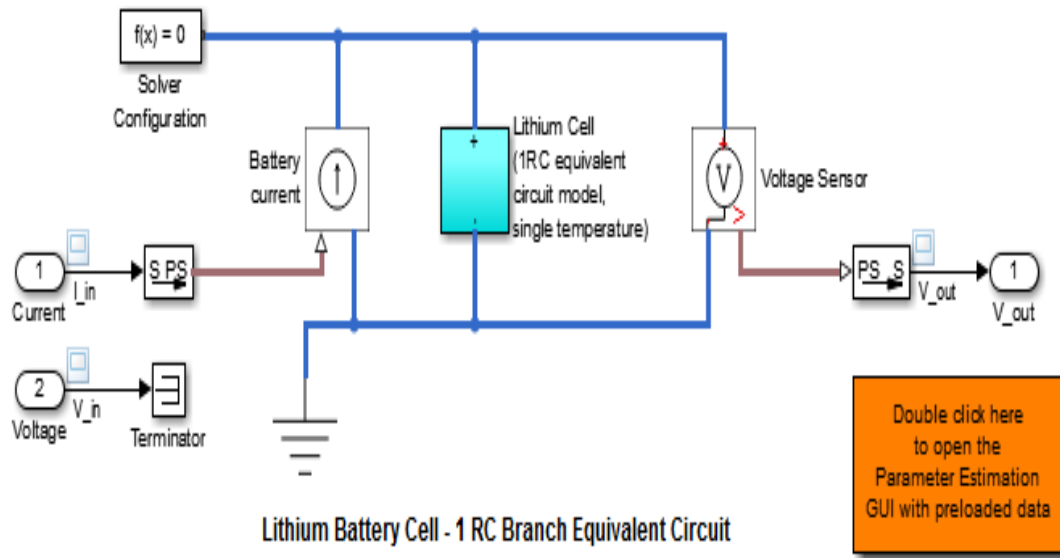 f(x) = 0
Solver
Configuration
Battery
current
+
-
Lithium Cell
(1RC equivalent
circuit model,
single temperature)
V
Voltage Sensor
1
I_in
Current
S PS
PS S
V_out
1
V_out
2
V_in
Voltage
Terminator
Double click here
to open the
Parameter Estimation
GUI with preloaded data
Lithium Battery Cell - 1 RC Branch Equivalent Circuit